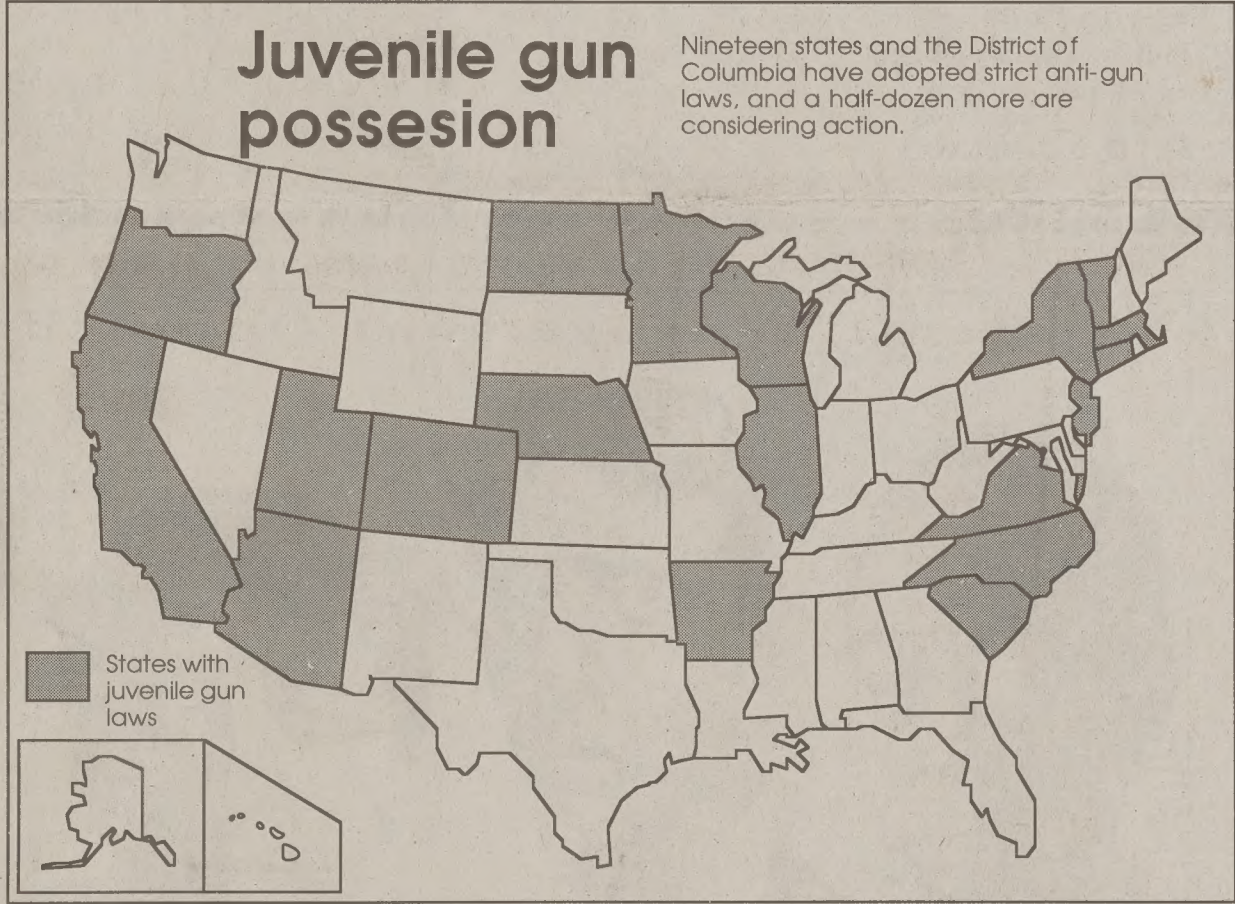 Juvenile gun
possesion
Nineteen states and the District of
Columbia have adopted strict anti-gun
laws, and a half-dozen more are
considering action.
States with
juvenile gun
laws